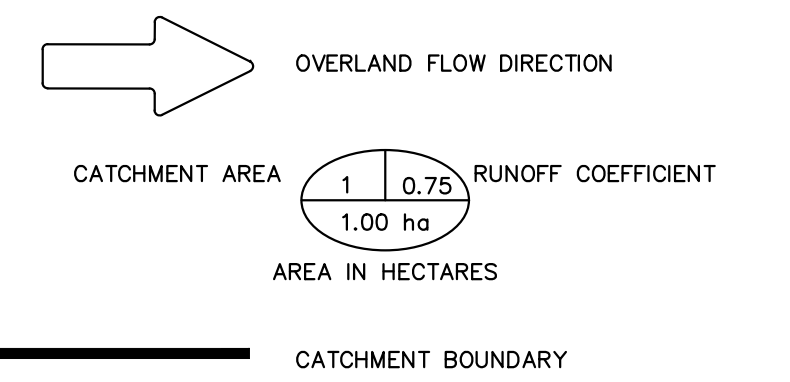 OVERLAND FLOW DIRECTION
CATCHMENT AREA
1
0.75
RUNOFF COEFFICIENT
1.00 ha
AREA IN HECTARES
CATCHMENT BOUNDARY